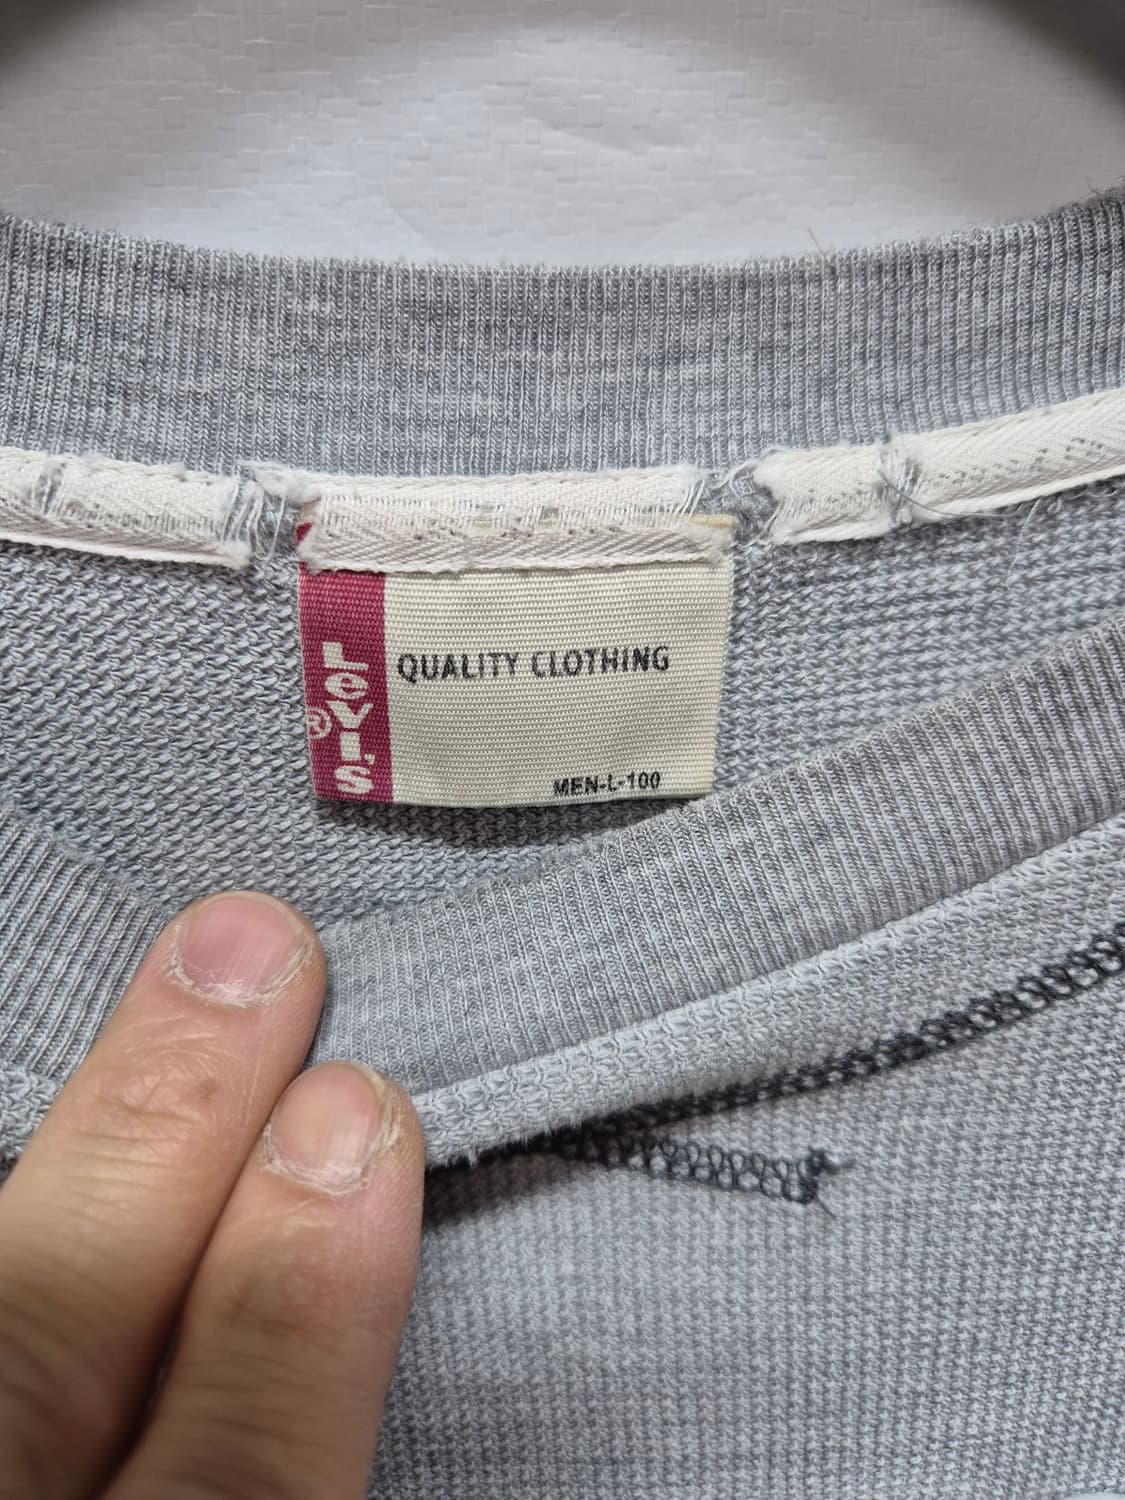 LEVI'S
®
QUALITY CLOTHING
MEN-L-100